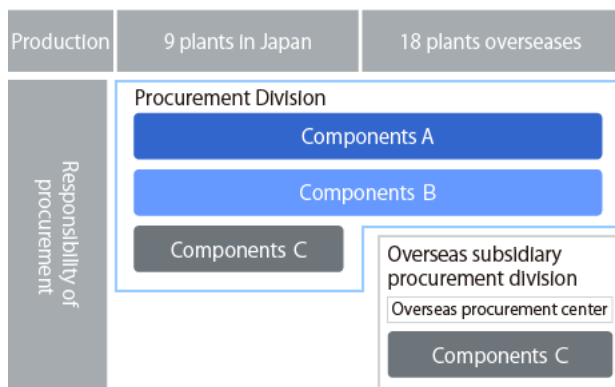 Production
9 plants in Japan
18 plants overseases
Responsibility of
procurement
Procurement Division
Components A
Components B
Components C
Overseas subsidiary
procurement division
Overseas procurement center
Components C